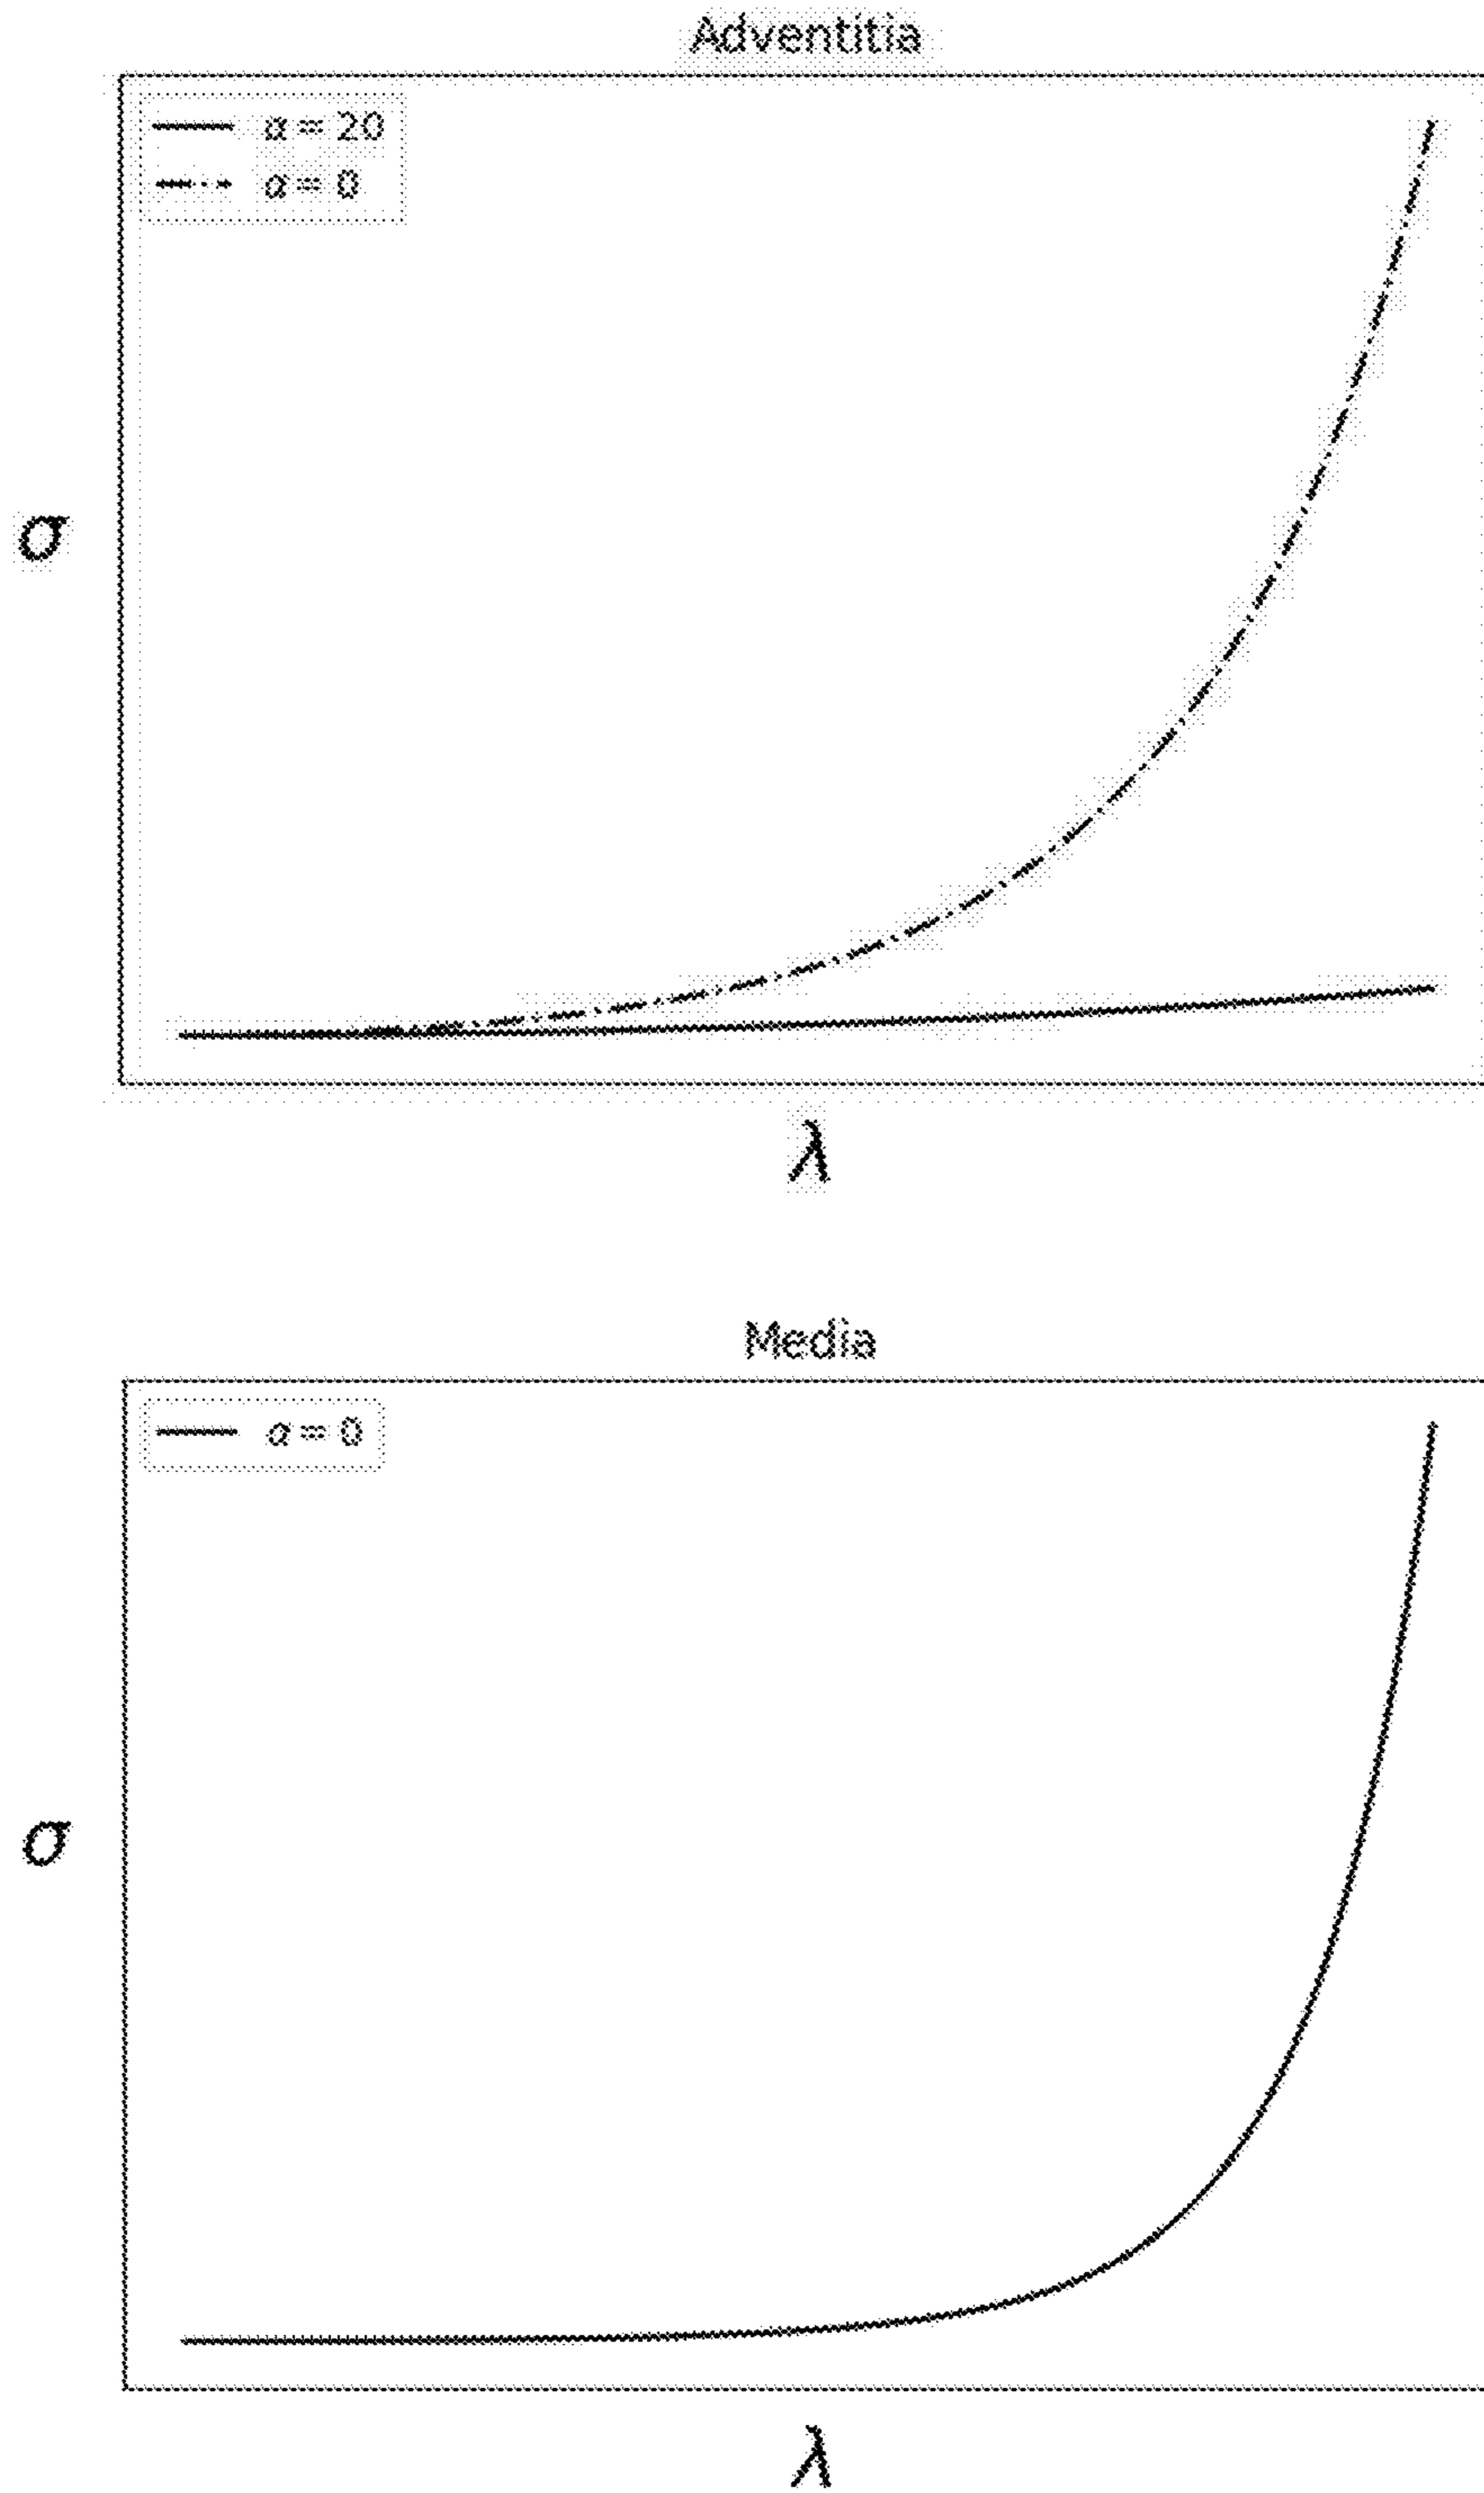 Adventitia
α = 20
α = 0
σ
λ
Media
α = 0
σ
λ